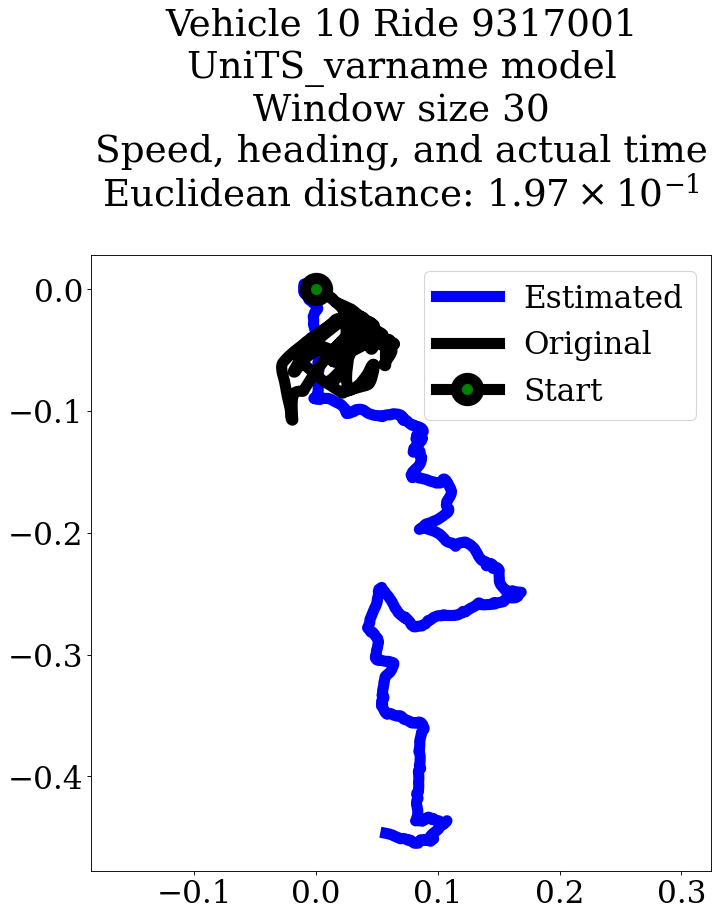 Vehicle 10 Ride 9317001
UniTS_varname model
Window size 30
Speed, heading, and actual time
Euclidean distance: 1.97 × 10⁻¹
Estimated
Original
Start
0.0
−0.1
−0.2
−0.3
−0.4
−0.1 0.0 0.1 0.2 0.3